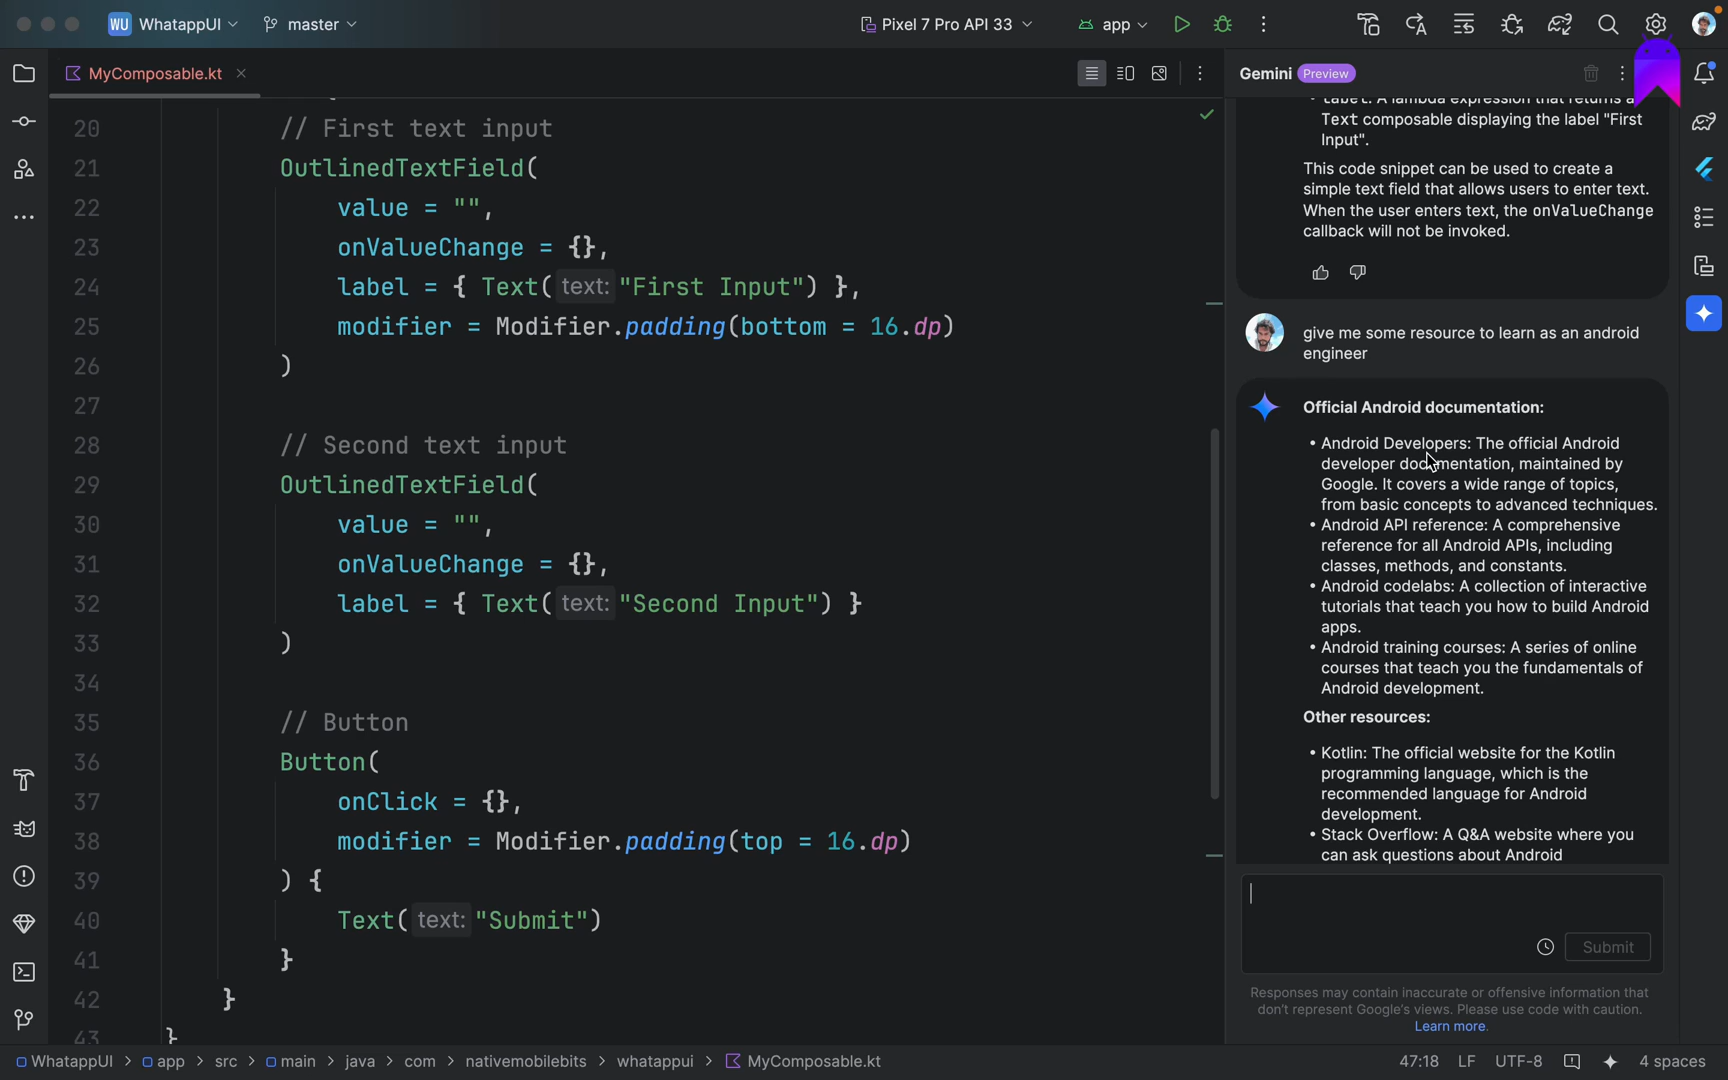 WU WhatappUI master Pixel 7 Pro API 33 app
MyComposable.kt
20 // First text input
21 OutlinedTextField(
22 value = "",
23 onValueChange = {},
24 label = { Text( text: "First Input") },
25 modifier = Modifier.padding(bottom = 16.dp)
26 )
27
28 // Second text input
29 OutlinedTextField(
30 value = "",
31 onValueChange = {},
32 label = { Text( text: "Second Input") }
33 )
34
35 // Button
36 Button(
37 onClick = {},
38 modifier = Modifier.padding(top = 16.dp)
39 ) {
40 Text( text: "Submit")
41 }
42 }
43 }
Gemini Preview
• label: A lambda expression that returns a
Text composable displaying the label "First
Input".
This code snippet can be used to create a
simple text field that allows users to enter text.
When the user enters text, the onValueChange
callback will not be invoked.
give me some resource to learn as an android
engineer
Official Android documentation:
• Android Developers: The official Android
developer documentation, maintained by
Google. It covers a wide range of topics,
from basic concepts to advanced techniques.
• Android API reference: A comprehensive
reference for all Android APIs, including
classes, methods, and constants.
• Android codelabs: A collection of interactive
tutorials that teach you how to build Android
apps.
• Android training courses: A series of online
courses that teach you the fundamentals of
Android development.
Other resources:
• Kotlin: The official website for the Kotlin
programming language, which is the
recommended language for Android
development.
• Stack Overflow: A Q&A website where you
can ask questions about Android
Submit
Responses may contain inaccurate or offensive information that
don't represent Google's views. Please use code with caution.
Learn more.
WhatappUI > app > src > main > java > com > nativemobilebits > whatappui > MyComposable.kt
47:18 LF UTF-8 4 spaces